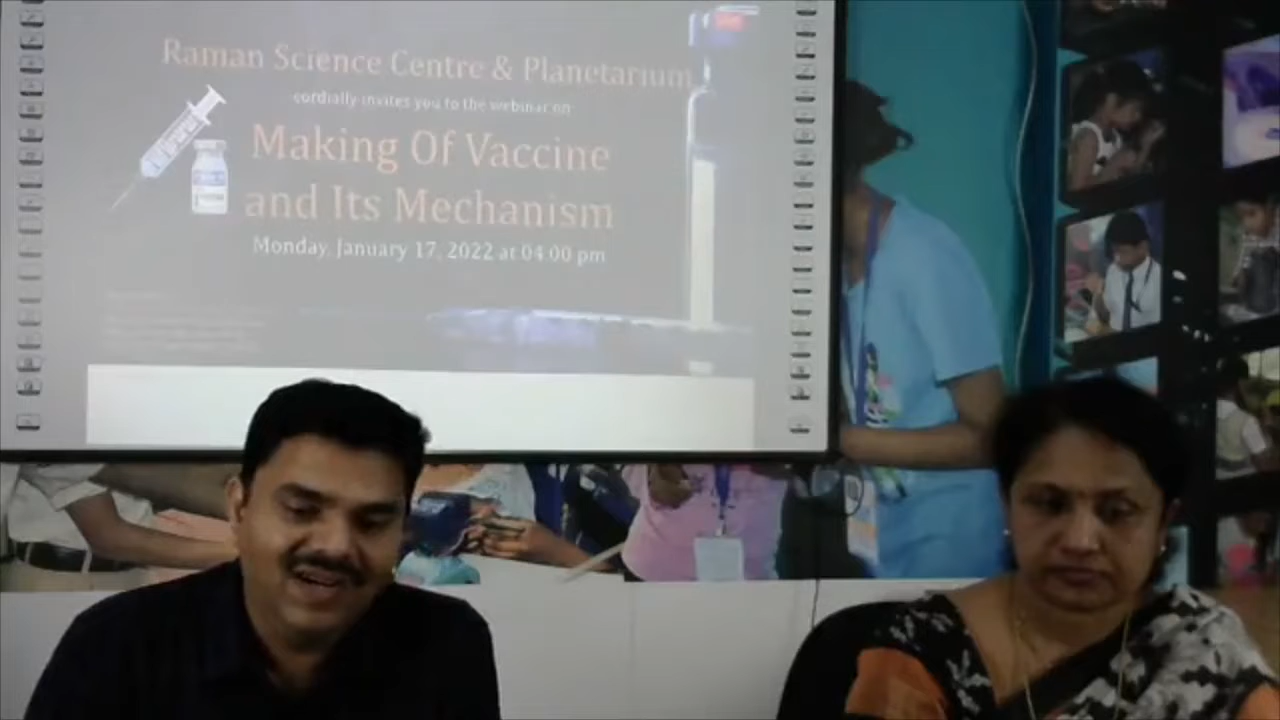 Raman Science Centre & Planetarium
cordially invites you to the webinar on
Making Of Vaccine
and Its Mechanism
Monday, January 17, 2022 at 04:00 pm